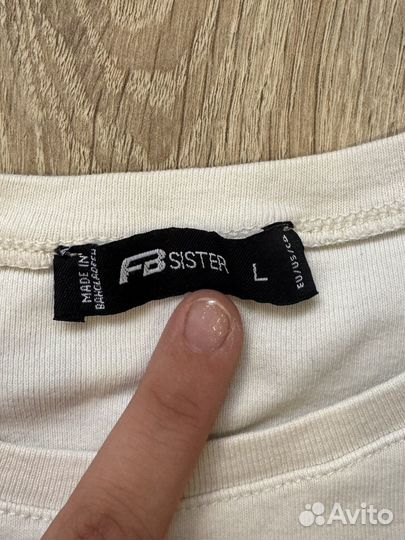 MADE IN
BANGLADESH
FB SISTER
L
EU/US/CA
Avito